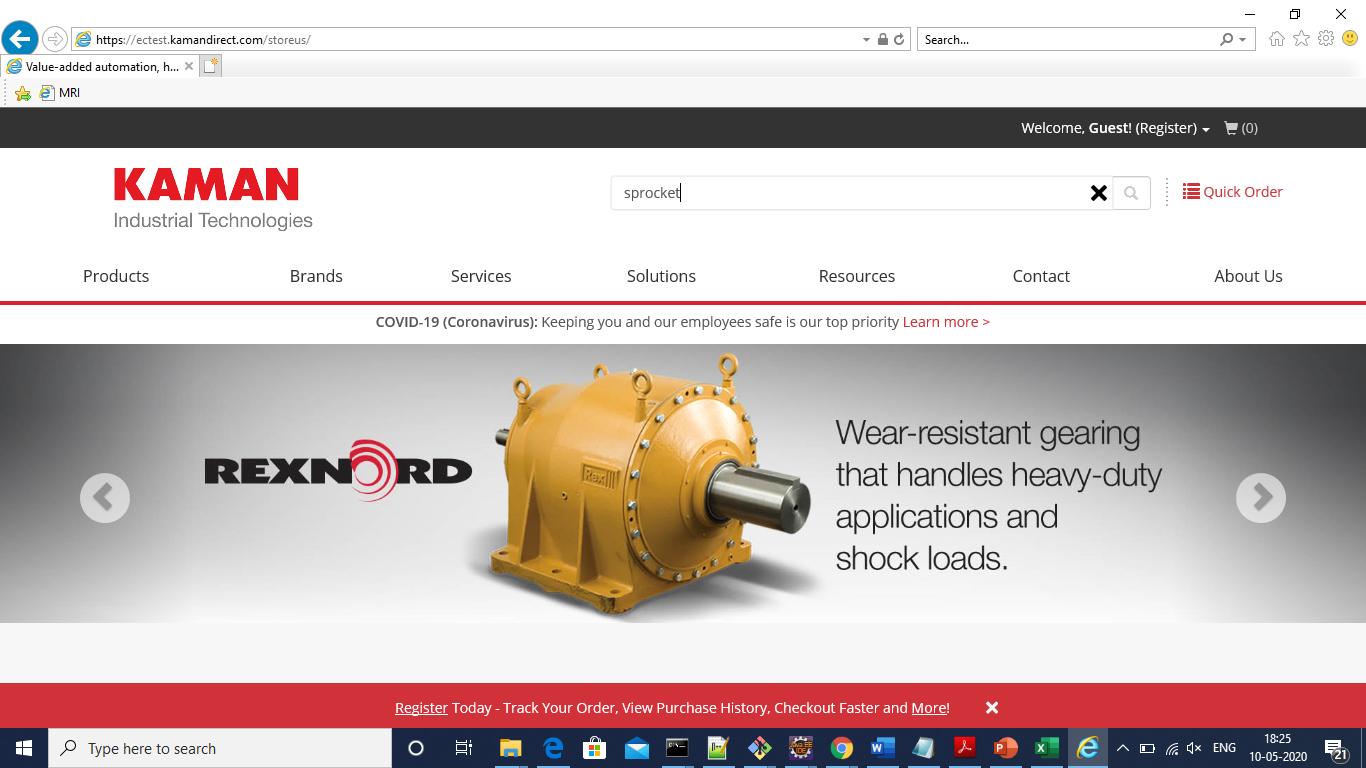 https://ectest.kamandirect.com/storeus/
Search...
Value-added automation, h...
MRI
Welcome, Guest! (Register)
(0)
KAMAN
Industrial Technologies
sprocket
Quick Order
Products Brands Services Solutions Resources Contact About Us
COVID-19 (Coronavirus): Keeping you and our employees safe is our top priority Learn more >
REXNORD
Rex
Wear-resistant gearing
that handles heavy-duty
applications and
shock loads.
Register Today - Track Your Order, View Purchase History, Checkout Faster and More!
Type here to search
ENG
18:25
10-05-2020
21